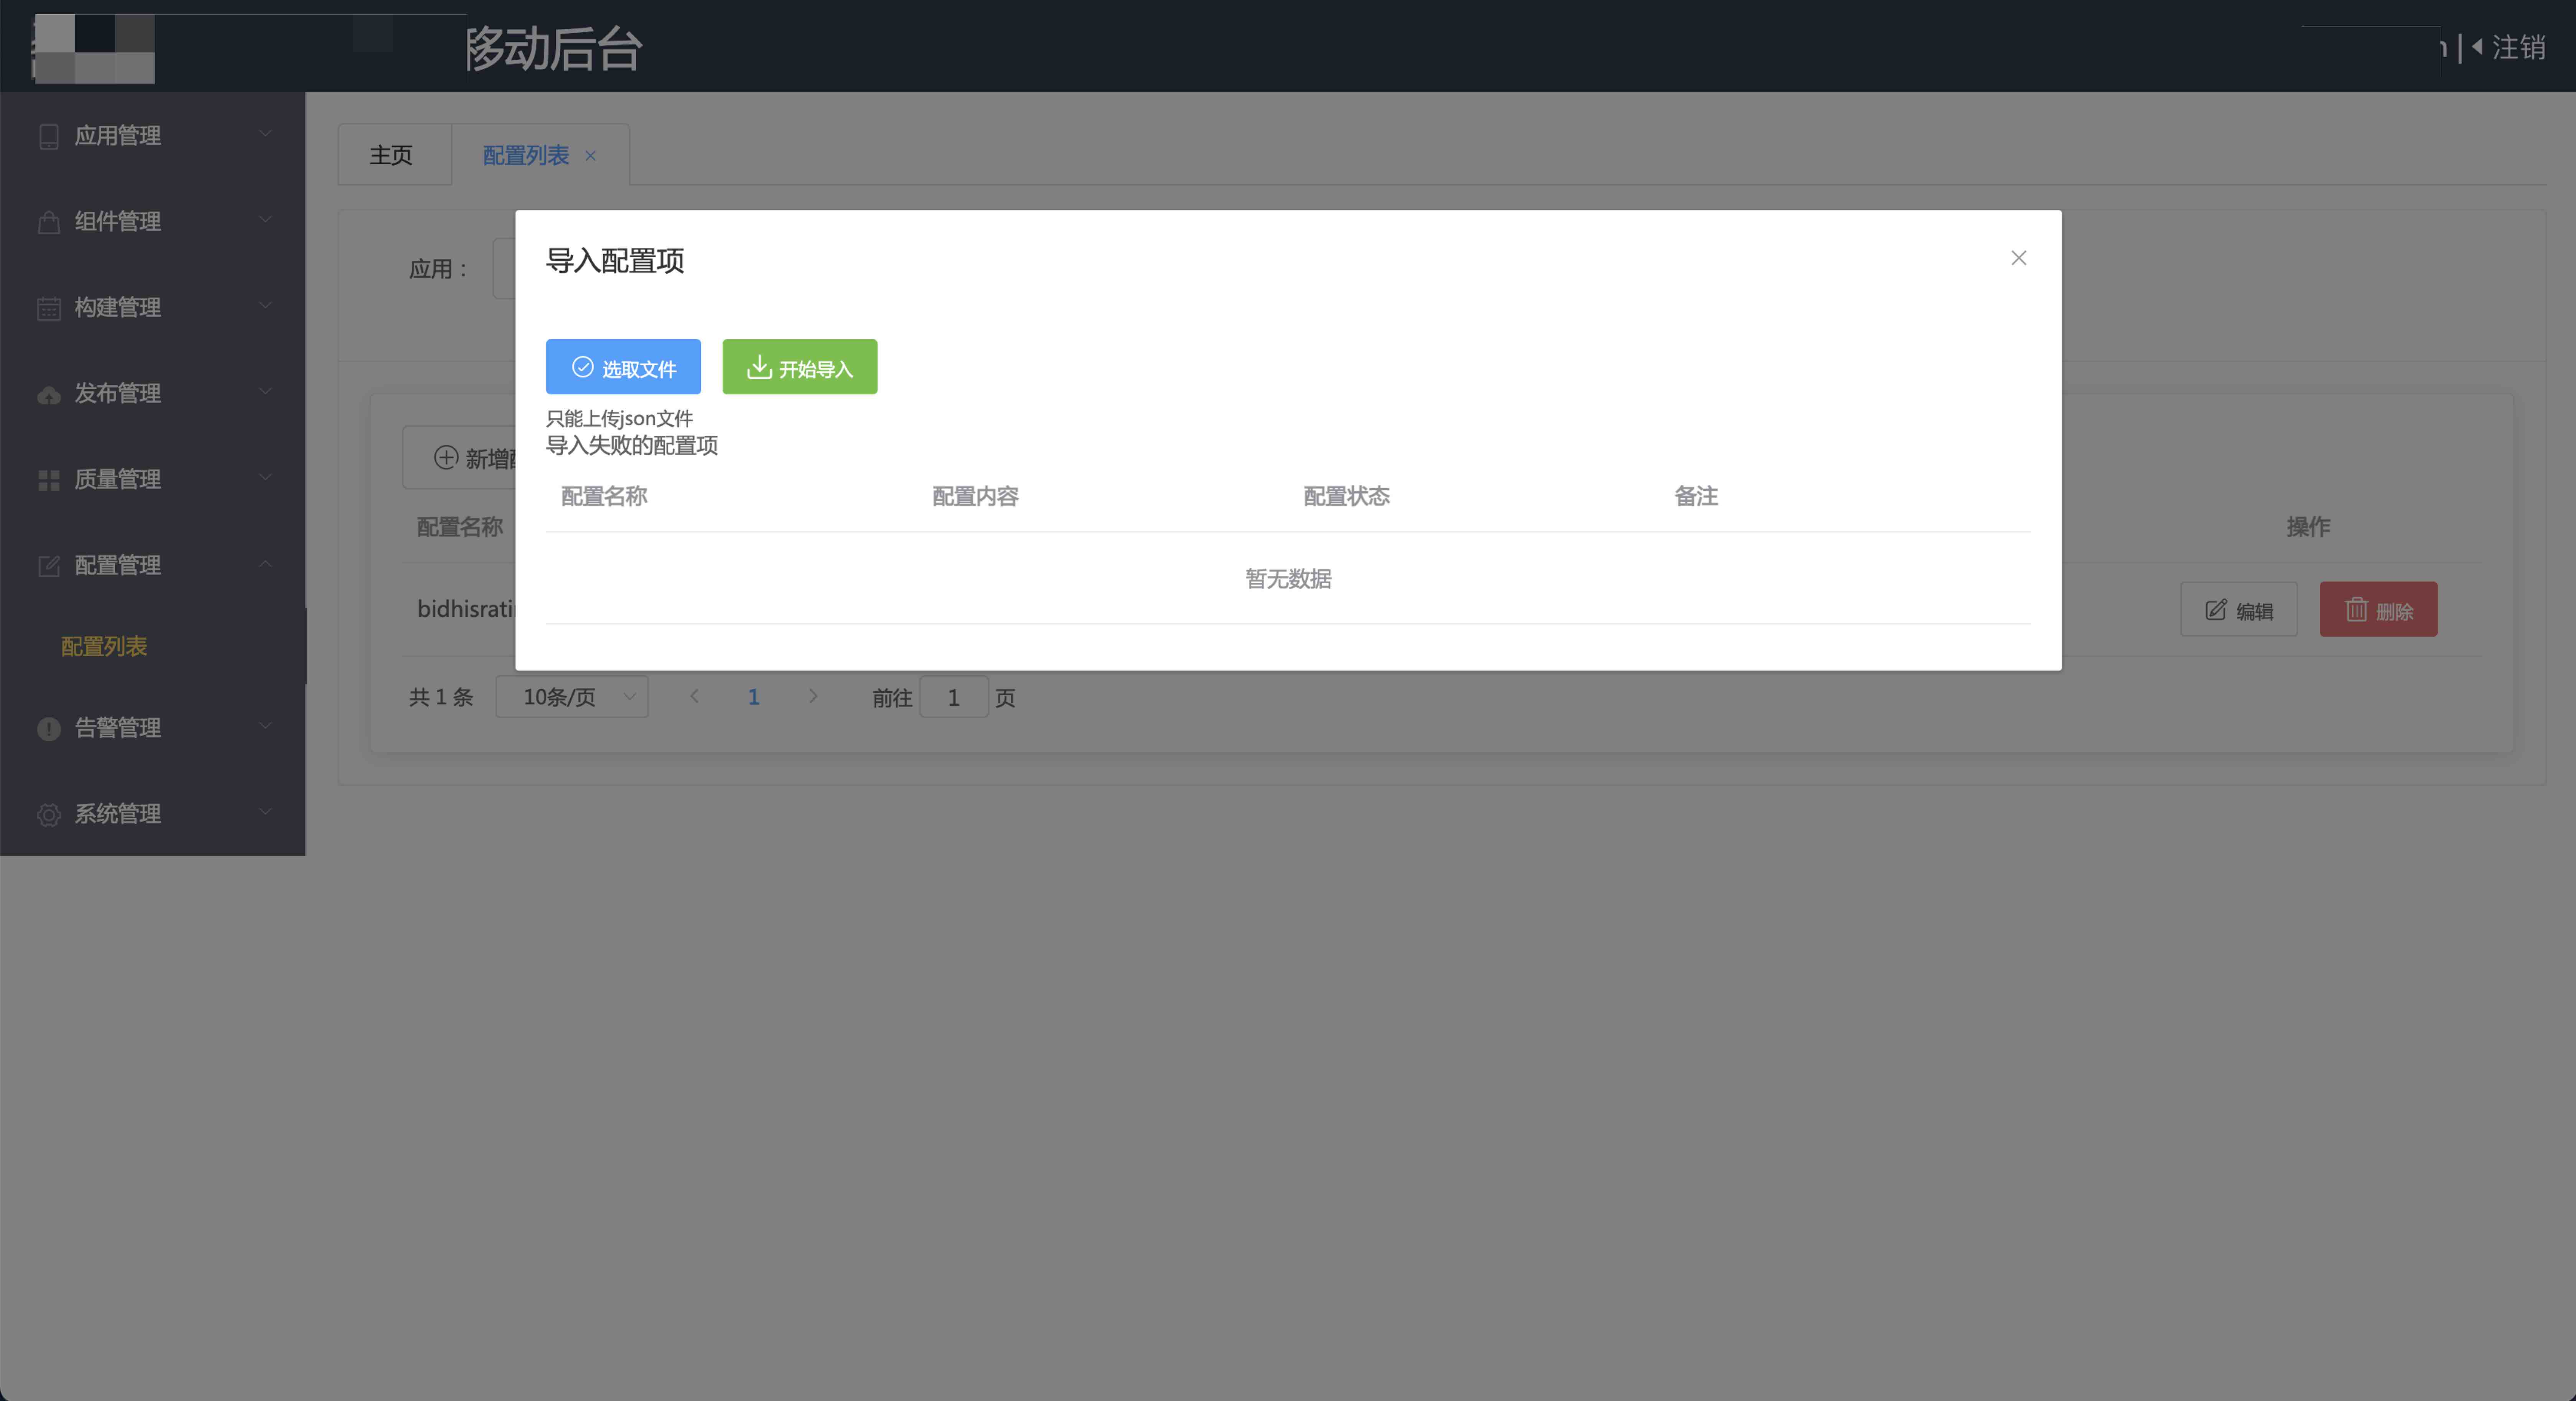 移动后台
注销
应用管理
组件管理
构建管理
发布管理
质量管理
配置管理
配置列表
告警管理
系统管理
主页
配置列表
应用：
导入配置项
选取文件
开始导入
只能上传json文件
导入失败的配置项
配置名称 配置内容 配置状态 备注
暂无数据
新增
配置名称 操作
编辑 删除
共 1 条 10条/页 1 前往 1 页